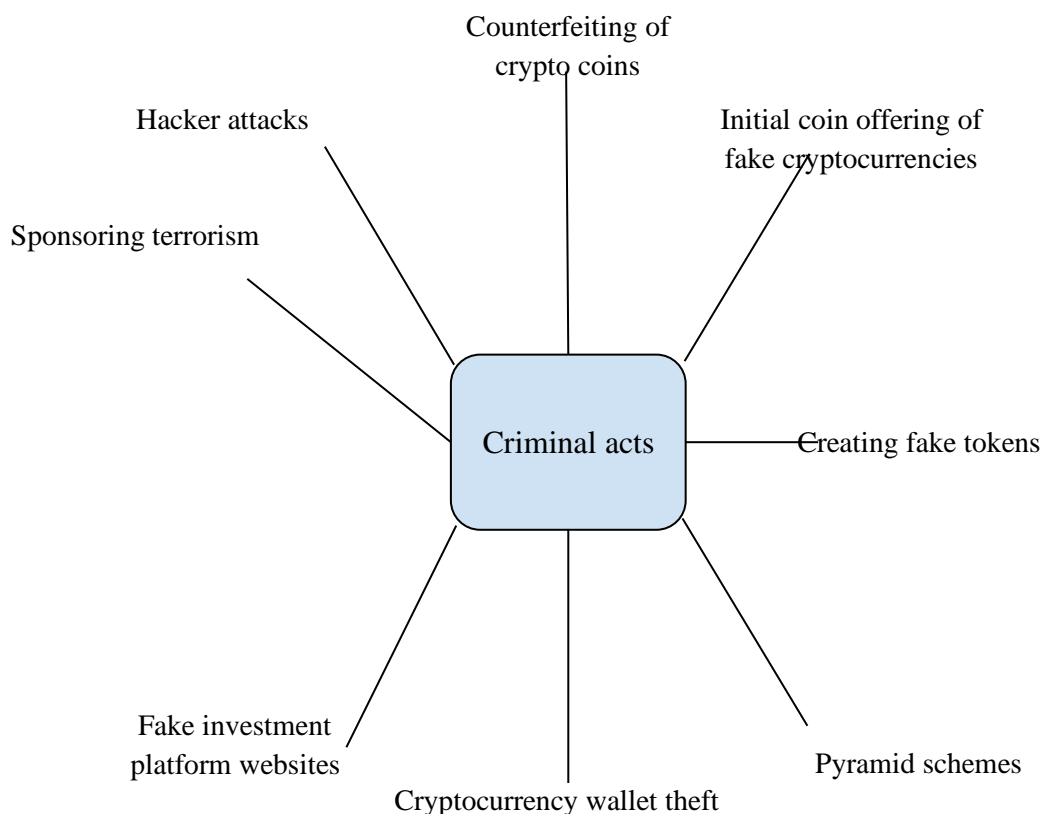 Counterfeiting of
crypto coins
Hacker attacks
Initial coin offering of
fake cryptocurrencies
Sponsoring terrorism
Criminal acts
Creating fake tokens
Fake investment
platform websites
Pyramid schemes
Cryptocurrency wallet theft